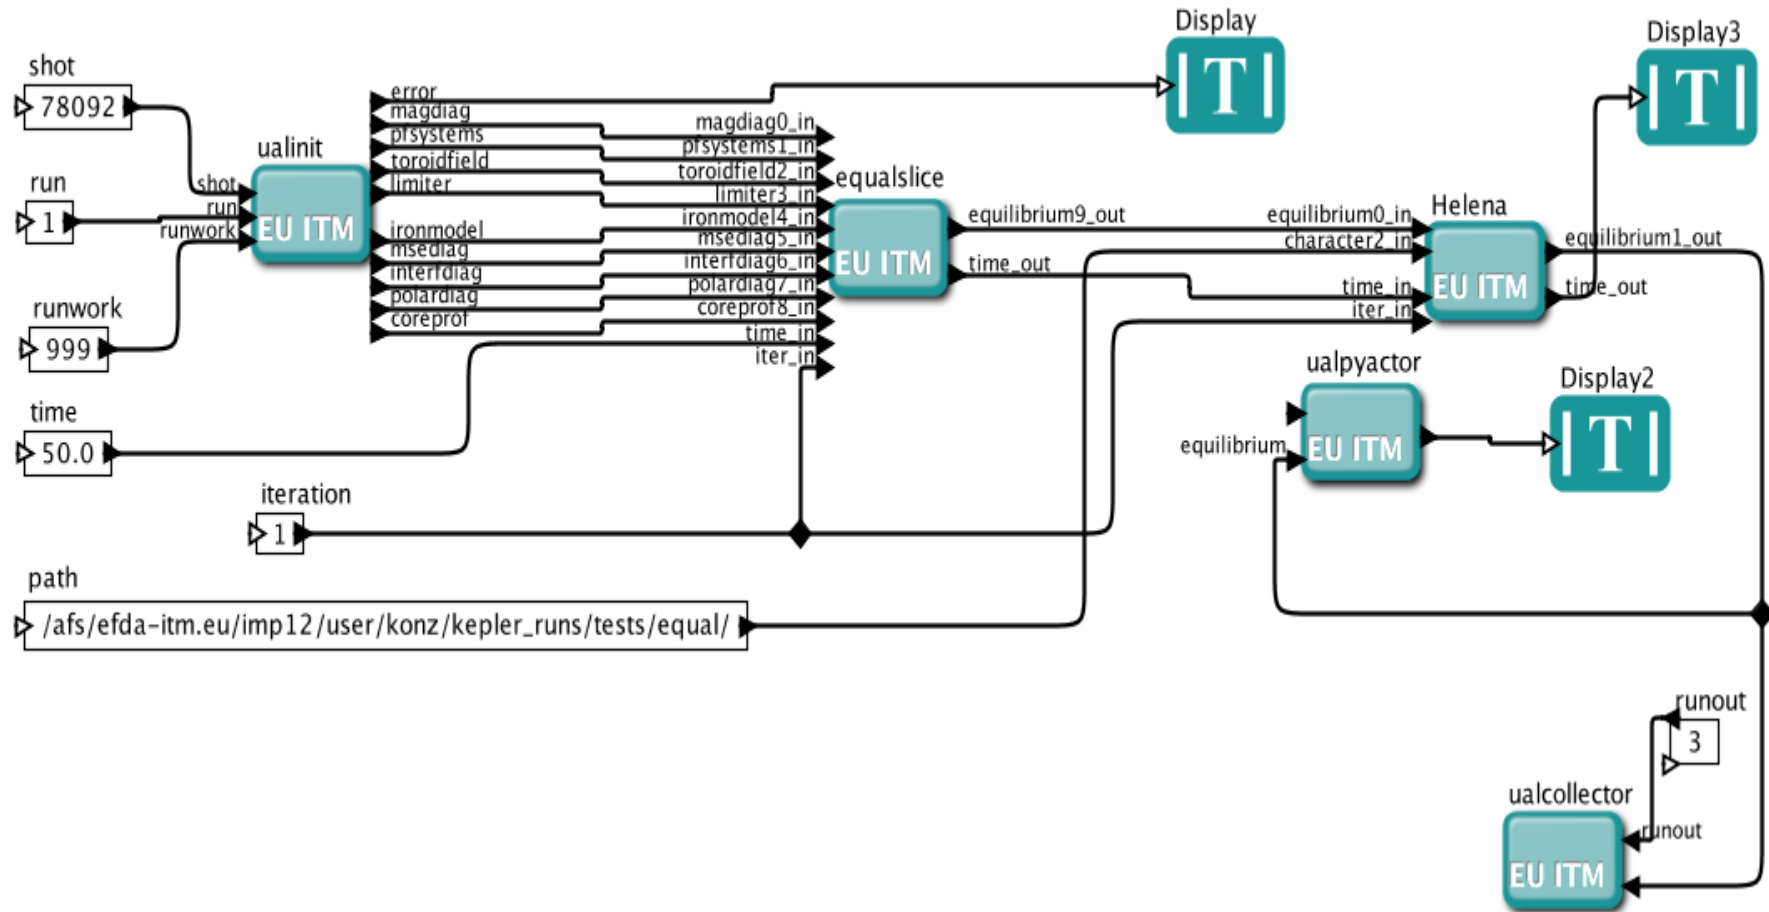 Display
|T|
Display3
|T|
shot
78092
run
1
runwork
999
time
50.0
iteration
1
path
/afs/efda-itm.eu/imp12/user/konz/kepler_runs/tests/equal/
ualinit
shot
run
runwork
EU ITM
error
magdiag
pfsystems
toroidfield
limiter
ironmodel
msediag
interfdiag
polardiag
coreprof
magdiag0_in
pfsystems1_in
toroidfield2_in
limiter3_in
ironmodel4_in
msediag5_in
interfdiag6_in
polardiag7_in
coreprof8_in
time_in
iter_in
equalslice
EU ITM
equilibrium9_out
time_out
equilibrium0_in
character2_in
time_in
iter_in
Helena
EU ITM
equilibrium1_out
time_out
ualpyactor
equilibrium
EU ITM
Display2
|T|
runout
3
ualcollector
runout
EU ITM